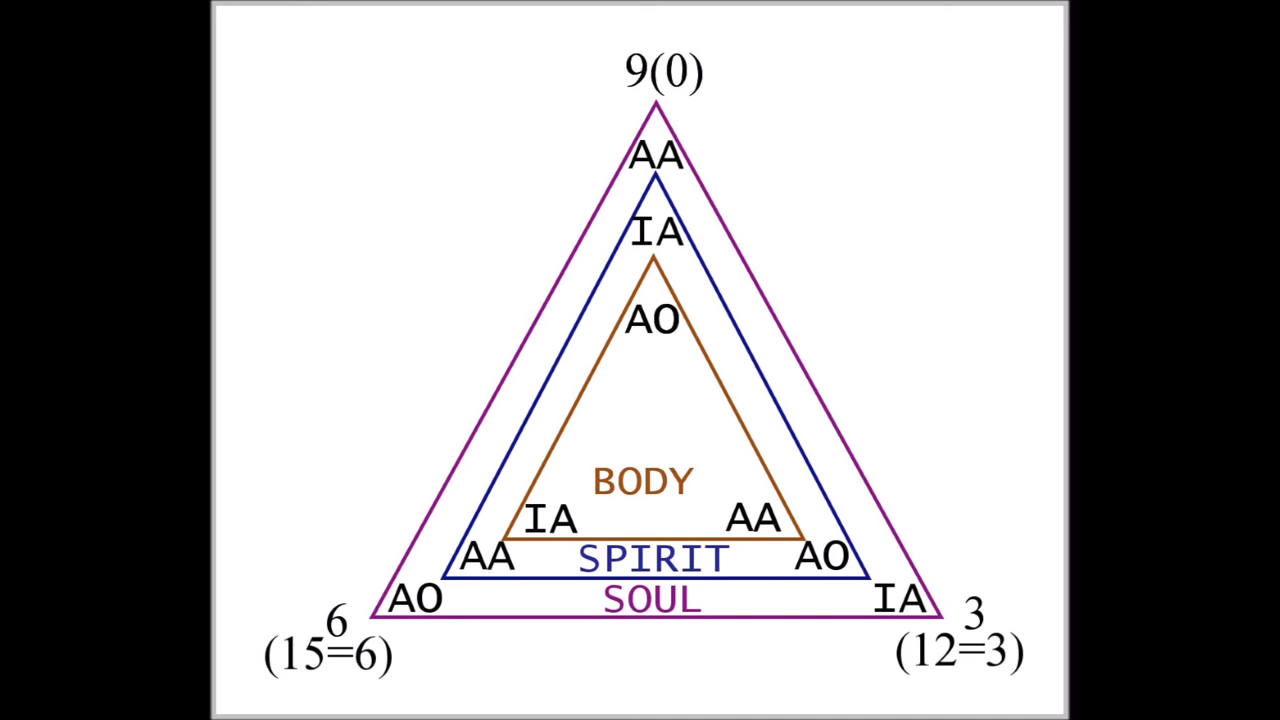 9(0)
AA
IA
AO
BODY
IA AA
AA SPIRIT AO
AO SOUL IA
6 3
(15=6) (12=3)